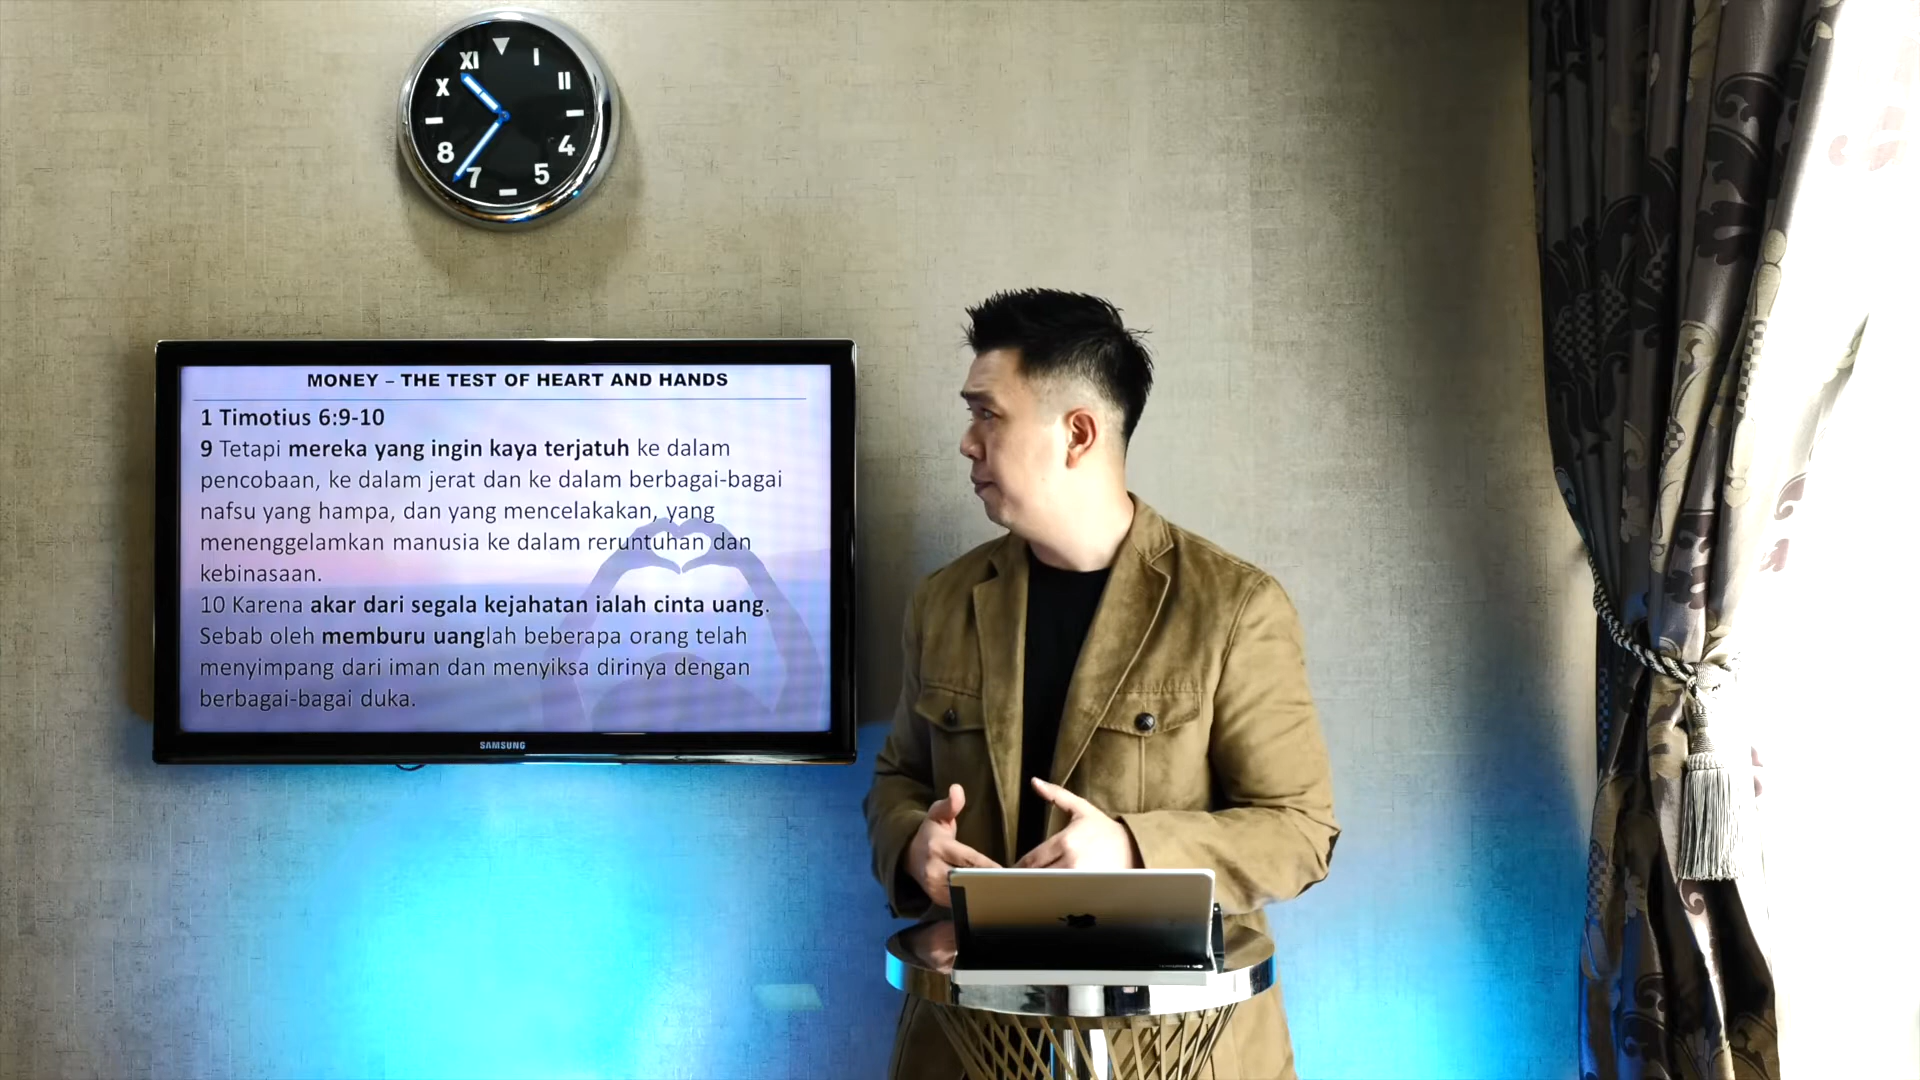 XI
I
X
II
8
4
7
5
MONEY – THE TEST OF HEART AND HANDS
1 Timotius 6:9-10
9 Tetapi mereka yang ingin kaya terjatuh ke dalam
pencobaan, ke dalam jerat dan ke dalam berbagai-bagai
nafsu yang hampa, dan yang mencelakakan, yang
menenggelamkan manusia ke dalam reruntuhan dan
kebinasaan.
10 Karena akar dari segala kejahatan ialah cinta uang.
Sebab oleh memburu uanglah beberapa orang telah
menyimpang dari iman dan menyiksa dirinya dengan
berbagai-bagai duka.
SAMSUNG